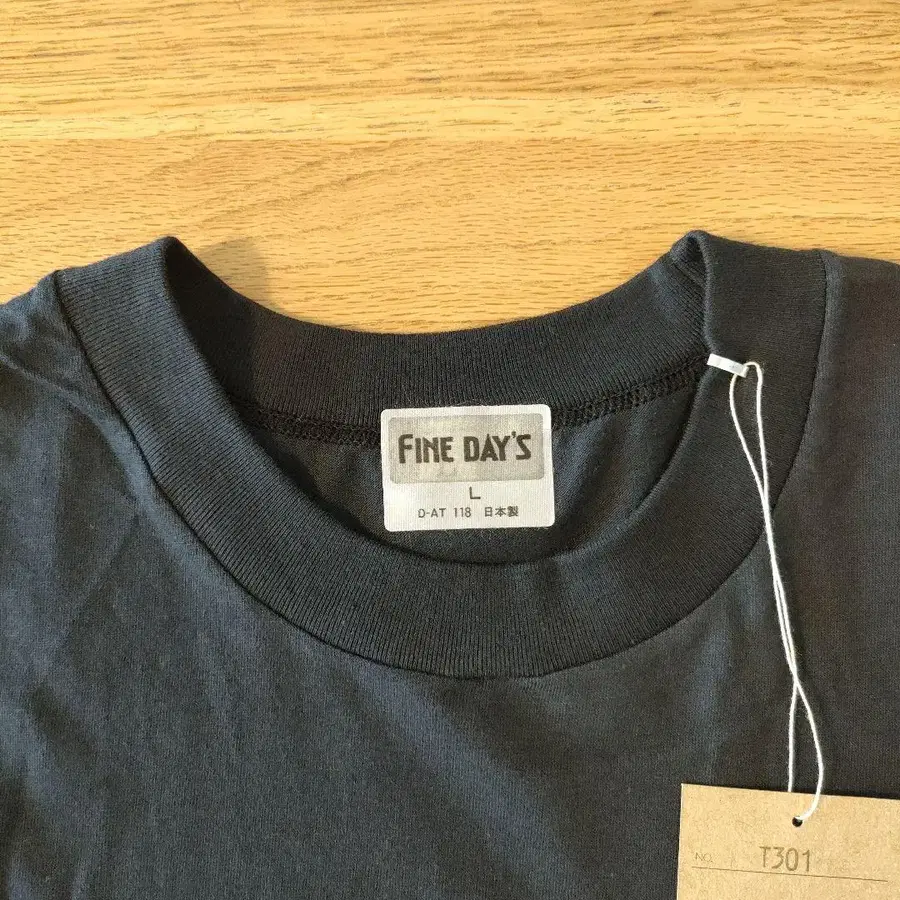 FINE DAY'S
L
D-AT 118 日本製
NO. T301